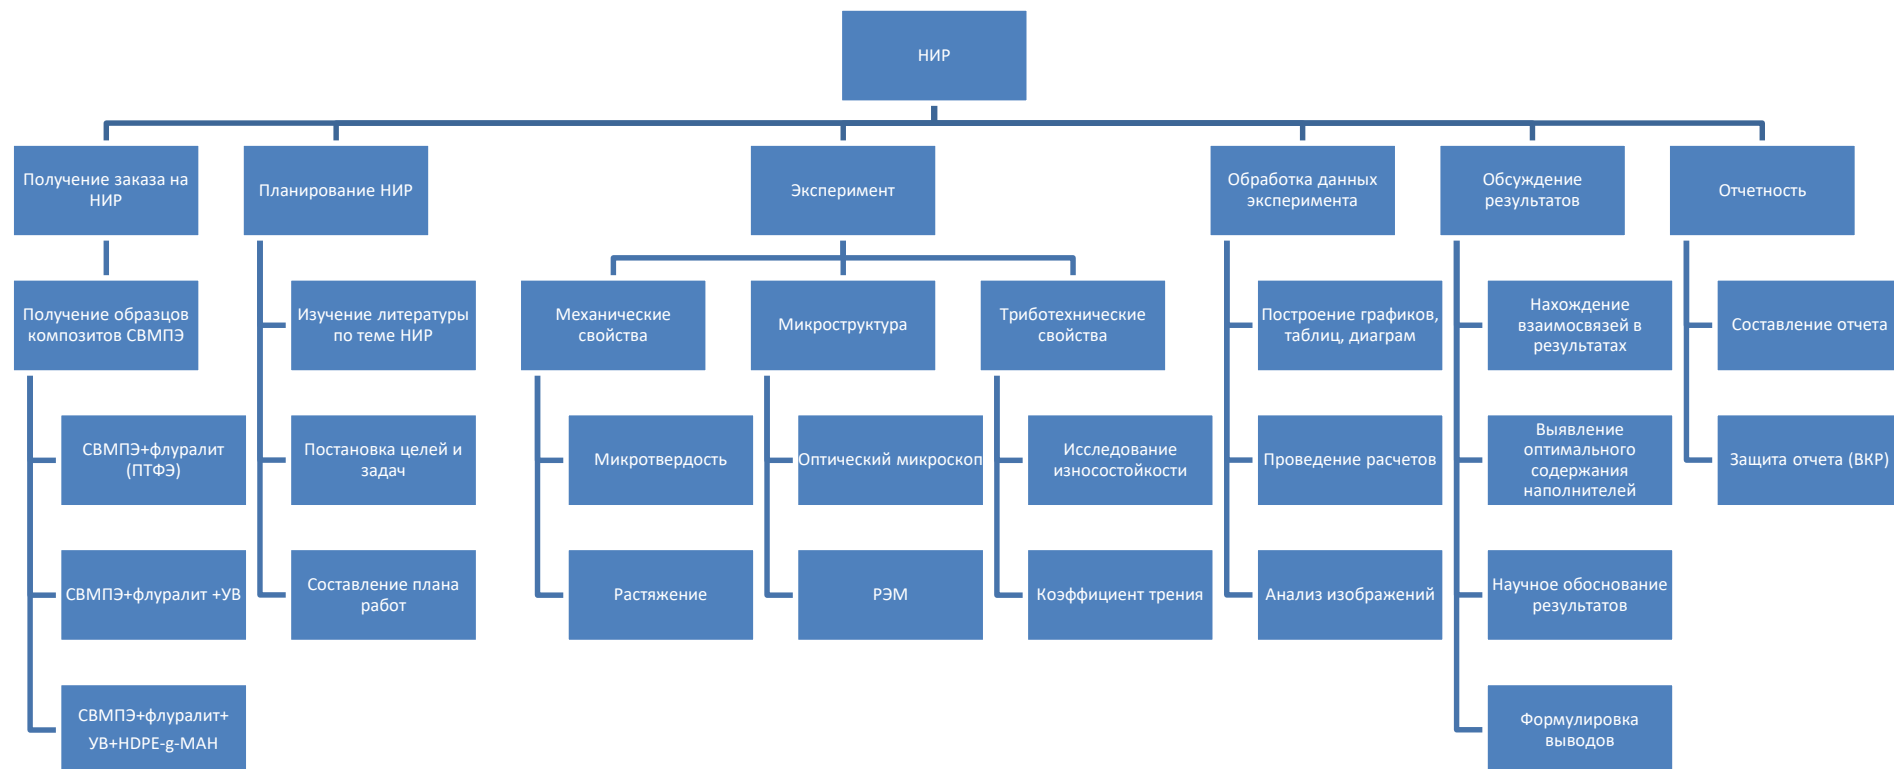 НИР
Получение заказа на
НИР
Планирование НИР
Эксперимент
Обработка данных
эксперимента
Обсуждение
результатов
Отчетность
Получение образцов
композитов СВМПЭ
Изучение литературы
по теме НИР
Механические
свойства
Микроструктура
Триботехнические
свойства
Построение графиков,
таблиц, диаграм
Нахождение
взаимосвязей в
результатах
Составление отчета
СВМПЭ+флуралит
(ПТФЭ)
Постановка целей и
задач
Микротвердость
Оптический микроскоп
Исследование
износостойкости
Проведение расчетов
Выявление
оптимального
содержания
наполнителей
Защита отчета (ВКР)
СВМПЭ+флуралит +УВ
Составление плана
работ
Растяжение
РЭМ
Коэффициент трения
Анализ изображений
Научное обоснование
результатов
СВМПЭ+флуралит+
УВ+HDPE-g-МАН
Формулировка
выводов